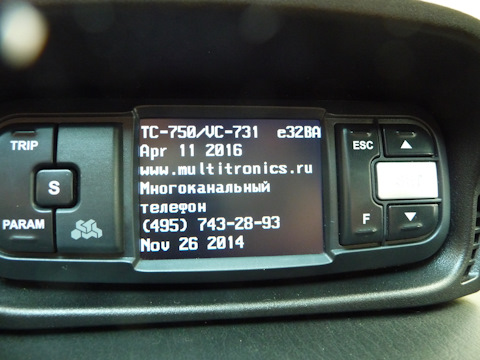 TC-750/VC-731 e32BA
Apr 11 2016
www.multitronics.ru
Многоканальный
телефон
(495) 743-28-93
Nov 26 2014
TRIP
S
PARAM
ESC
F